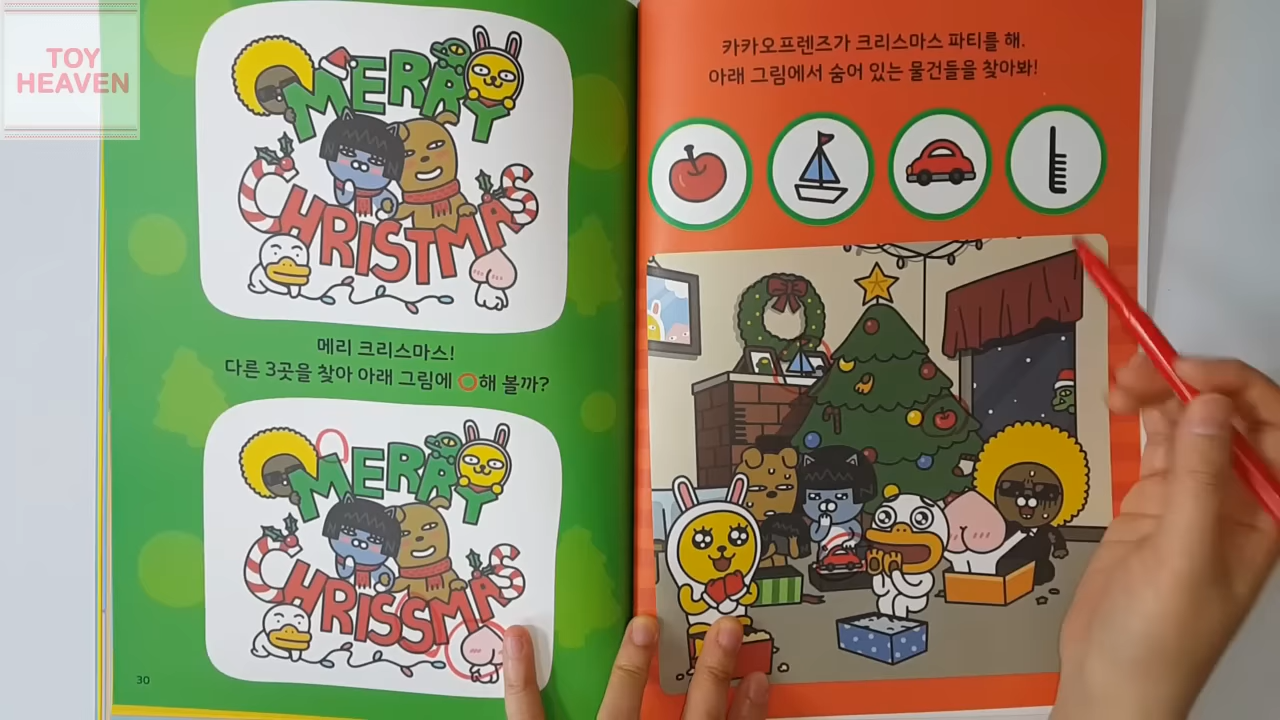 TOY
HEAVEN
MERRY
CHRISTMAS
메리 크리스마스!
다른 3곳을 찾아 아래 그림에 O해 볼까?
MERRY
CHRISSMAS
30
카카오프렌즈가 크리스마스 파티를 해.
아래 그림에서 숨어 있는 물건들을 찾아봐!